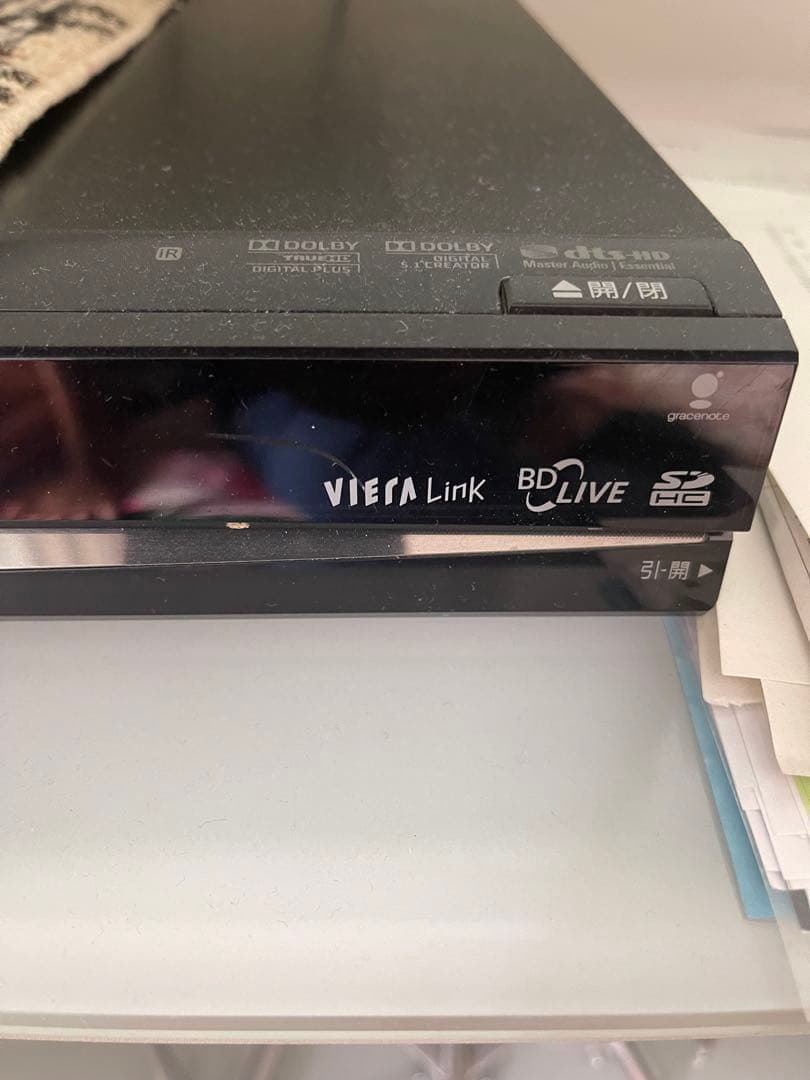 iR
DOLBY
TRUEHD
DIGITAL PLUS
DOLBY
DIGITAL
5.1 CREATOR
dts-HD
Master Audio | Essential
開/閉
gracenote
VIERA Link
BD LIVE
SD
HC
引-開